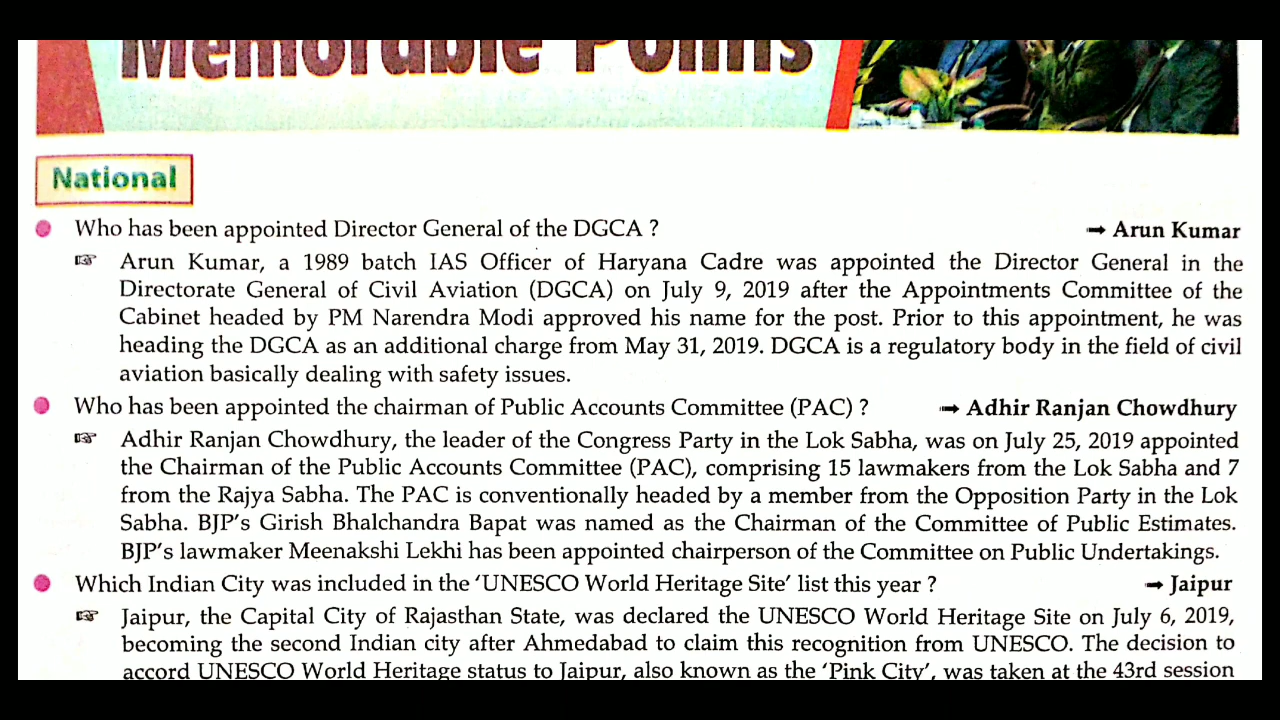 Memorable Points
National
Who has been appointed Director General of the DGCA ? ➞ Arun Kumar
☞ Arun Kumar, a 1989 batch IAS Officer of Haryana Cadre was appointed the Director General in the
Directorate General of Civil Aviation (DGCA) on July 9, 2019 after the Appointments Committee of the
Cabinet headed by PM Narendra Modi approved his name for the post. Prior to this appointment, he was
heading the DGCA as an additional charge from May 31, 2019. DGCA is a regulatory body in the field of civil
aviation basically dealing with safety issues.
Who has been appointed the chairman of Public Accounts Committee (PAC) ? ➞ Adhir Ranjan Chowdhury
☞ Adhir Ranjan Chowdhury, the leader of the Congress Party in the Lok Sabha, was on July 25, 2019 appointed
the Chairman of the Public Accounts Committee (PAC), comprising 15 lawmakers from the Lok Sabha and 7
from the Rajya Sabha. The PAC is conventionally headed by a member from the Opposition Party in the Lok
Sabha. BJP's Girish Bhalchandra Bapat was named as the Chairman of the Committee of Public Estimates.
BJP's lawmaker Meenakshi Lekhi has been appointed chairperson of the Committee on Public Undertakings.
Which Indian City was included in the 'UNESCO World Heritage Site' list this year ? ➞ Jaipur
☞ Jaipur, the Capital City of Rajasthan State, was declared the UNESCO World Heritage Site on July 6, 2019,
becoming the second Indian city after Ahmedabad to claim this recognition from UNESCO. The decision to
accord UNESCO World Heritage status to Jaipur, also known as the 'Pink City', was taken at the 43rd session